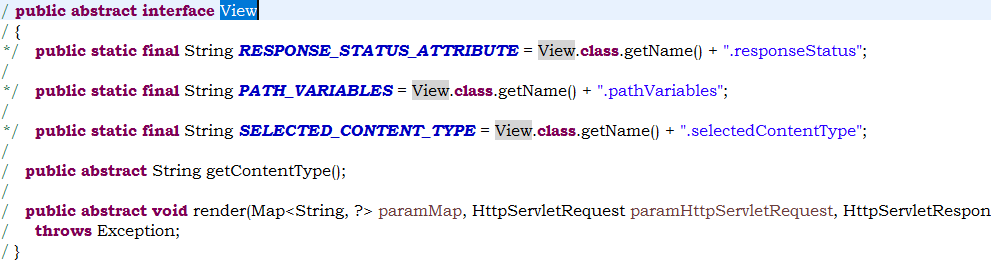 / public abstract interface View
/ {
*/ public static final String RESPONSE_STATUS_ATTRIBUTE = View.class.getName() + ".responseStatus";
/
*/ public static final String PATH_VARIABLES = View.class.getName() + ".pathVariables";
/
*/ public static final String SELECTED_CONTENT_TYPE = View.class.getName() + ".selectedContentType";
/
/ public abstract String getContentType();
/
/ public abstract void render(Map<String, ?> paramMap, HttpServletRequest paramHttpServletRequest, HttpServletRespon
/ throws Exception;
/ }